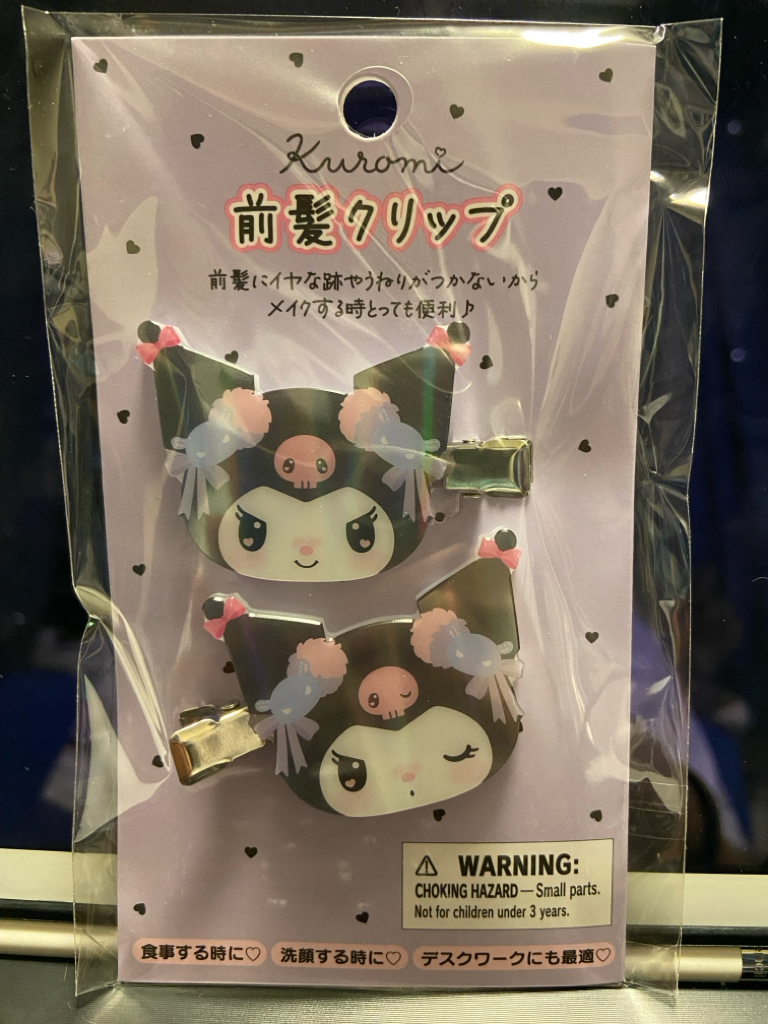 Kuromi
前髪クリップ
前髪にイヤな跡やうねりがつかないから
メイクする時とっても便利♪
⚠ WARNING:
CHOKING HAZARD — Small parts.
Not for children under 3 years.
食事する時に♡ 洗顔する時に♡ デスクワークにも最適♡